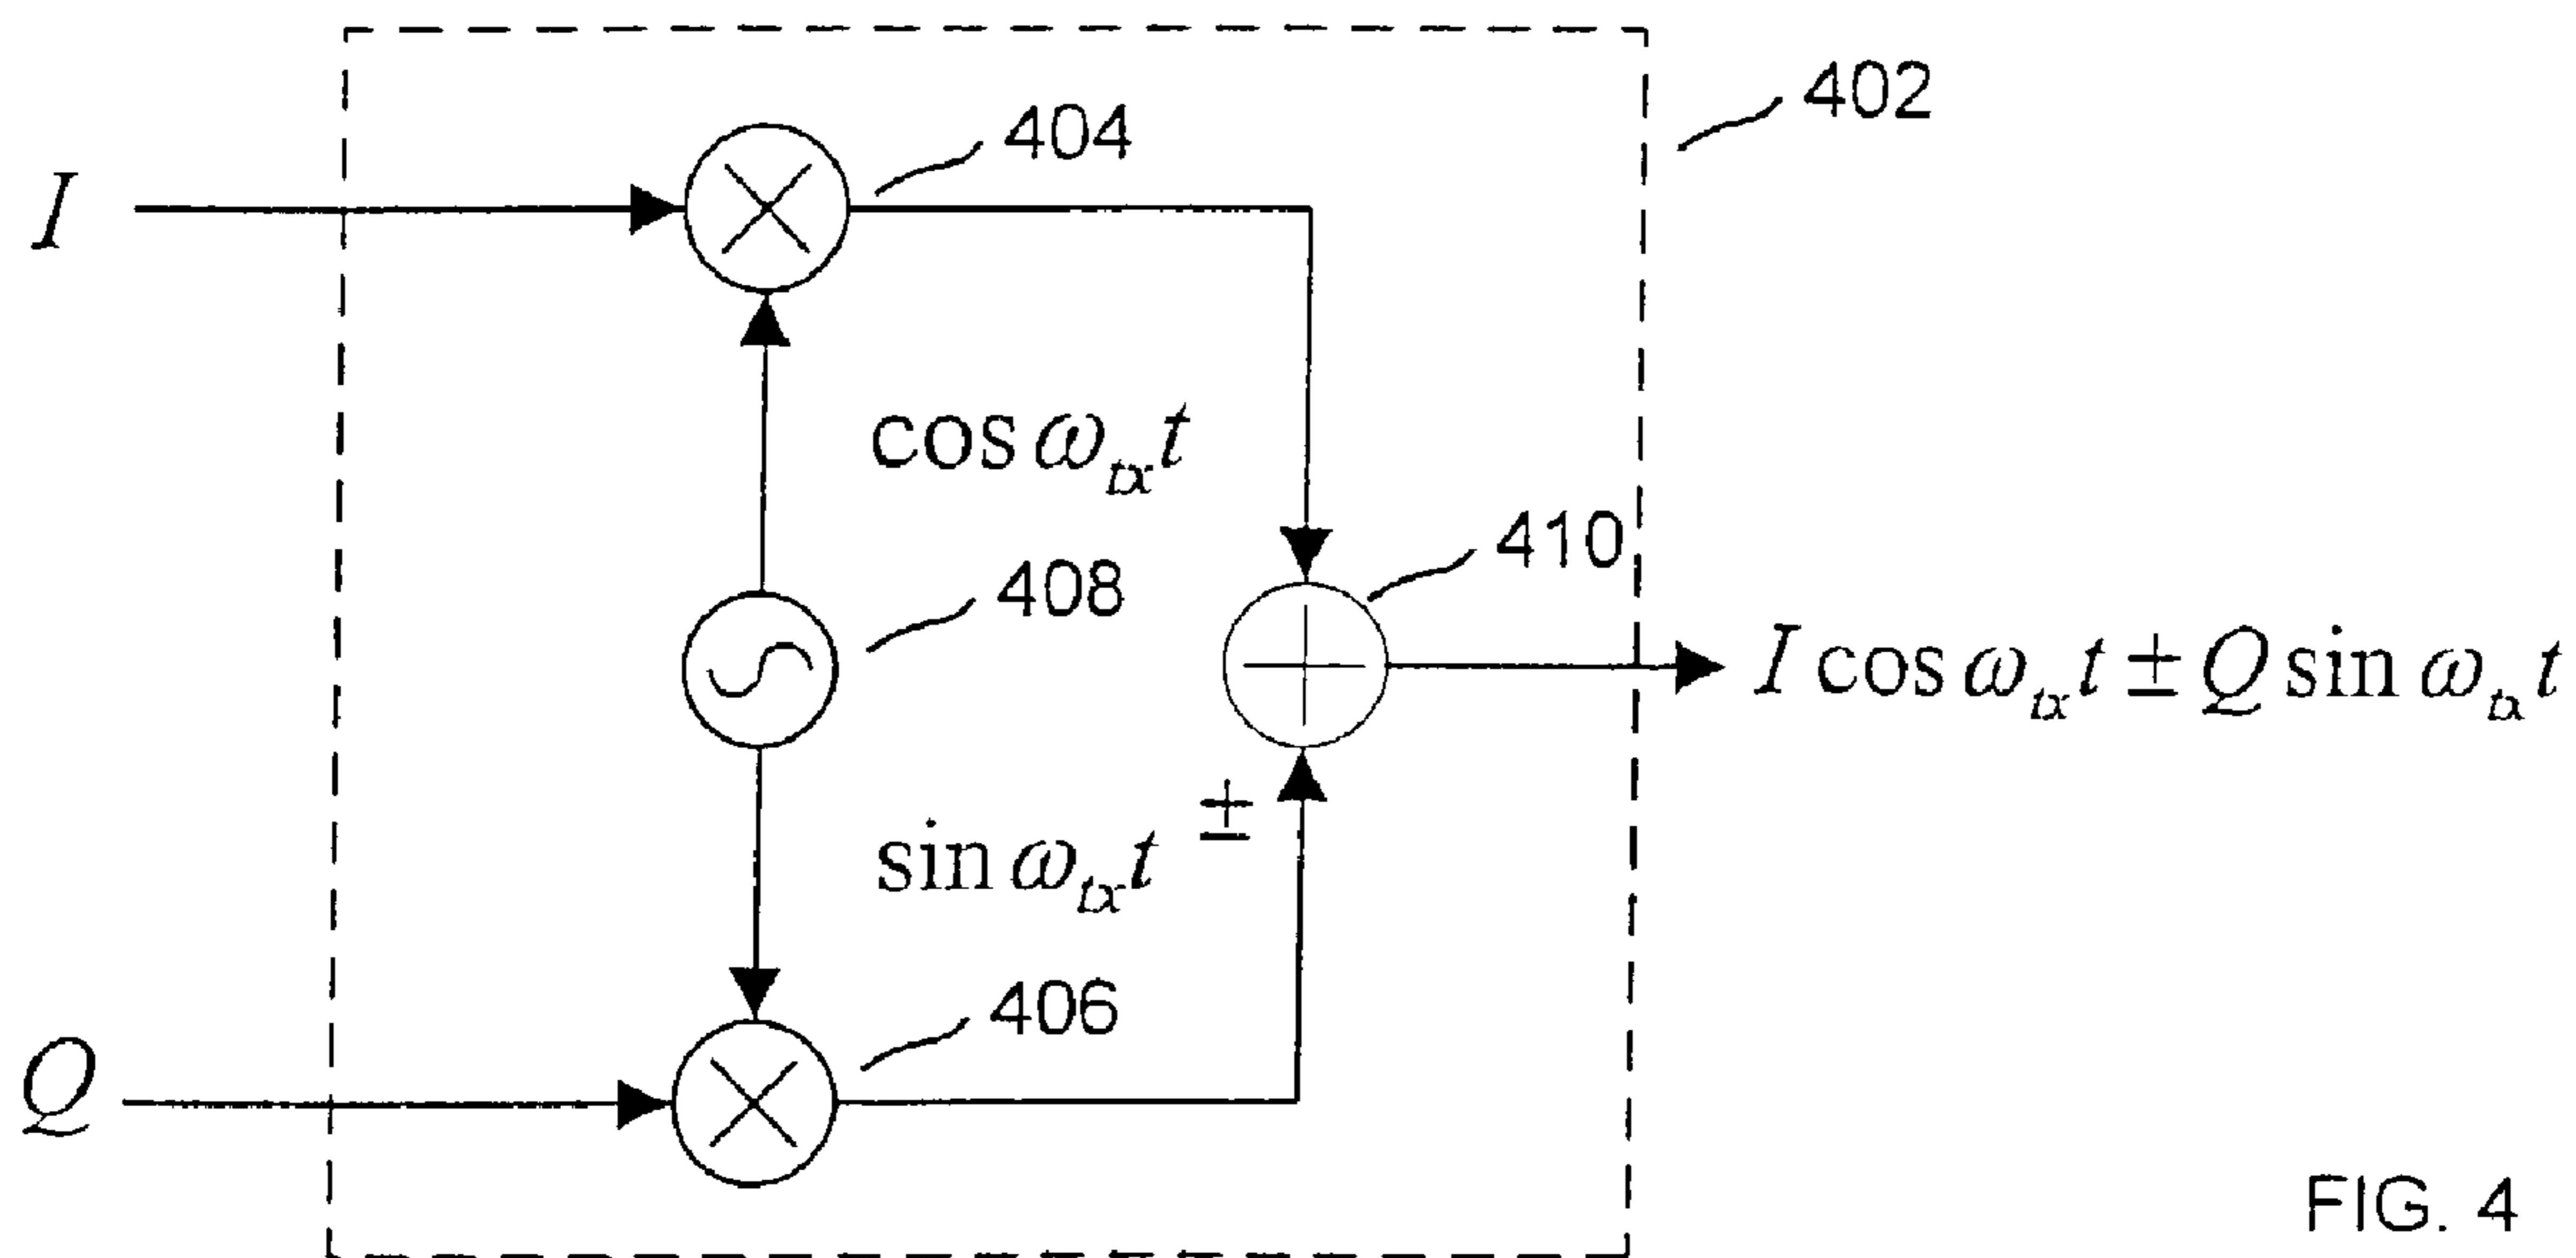 402
404
I
cos ω_tx t
410
408
I cos ω_tx t ± Q sin ω_tx t
±
sin ω_tx t
406
Q
FIG. 4